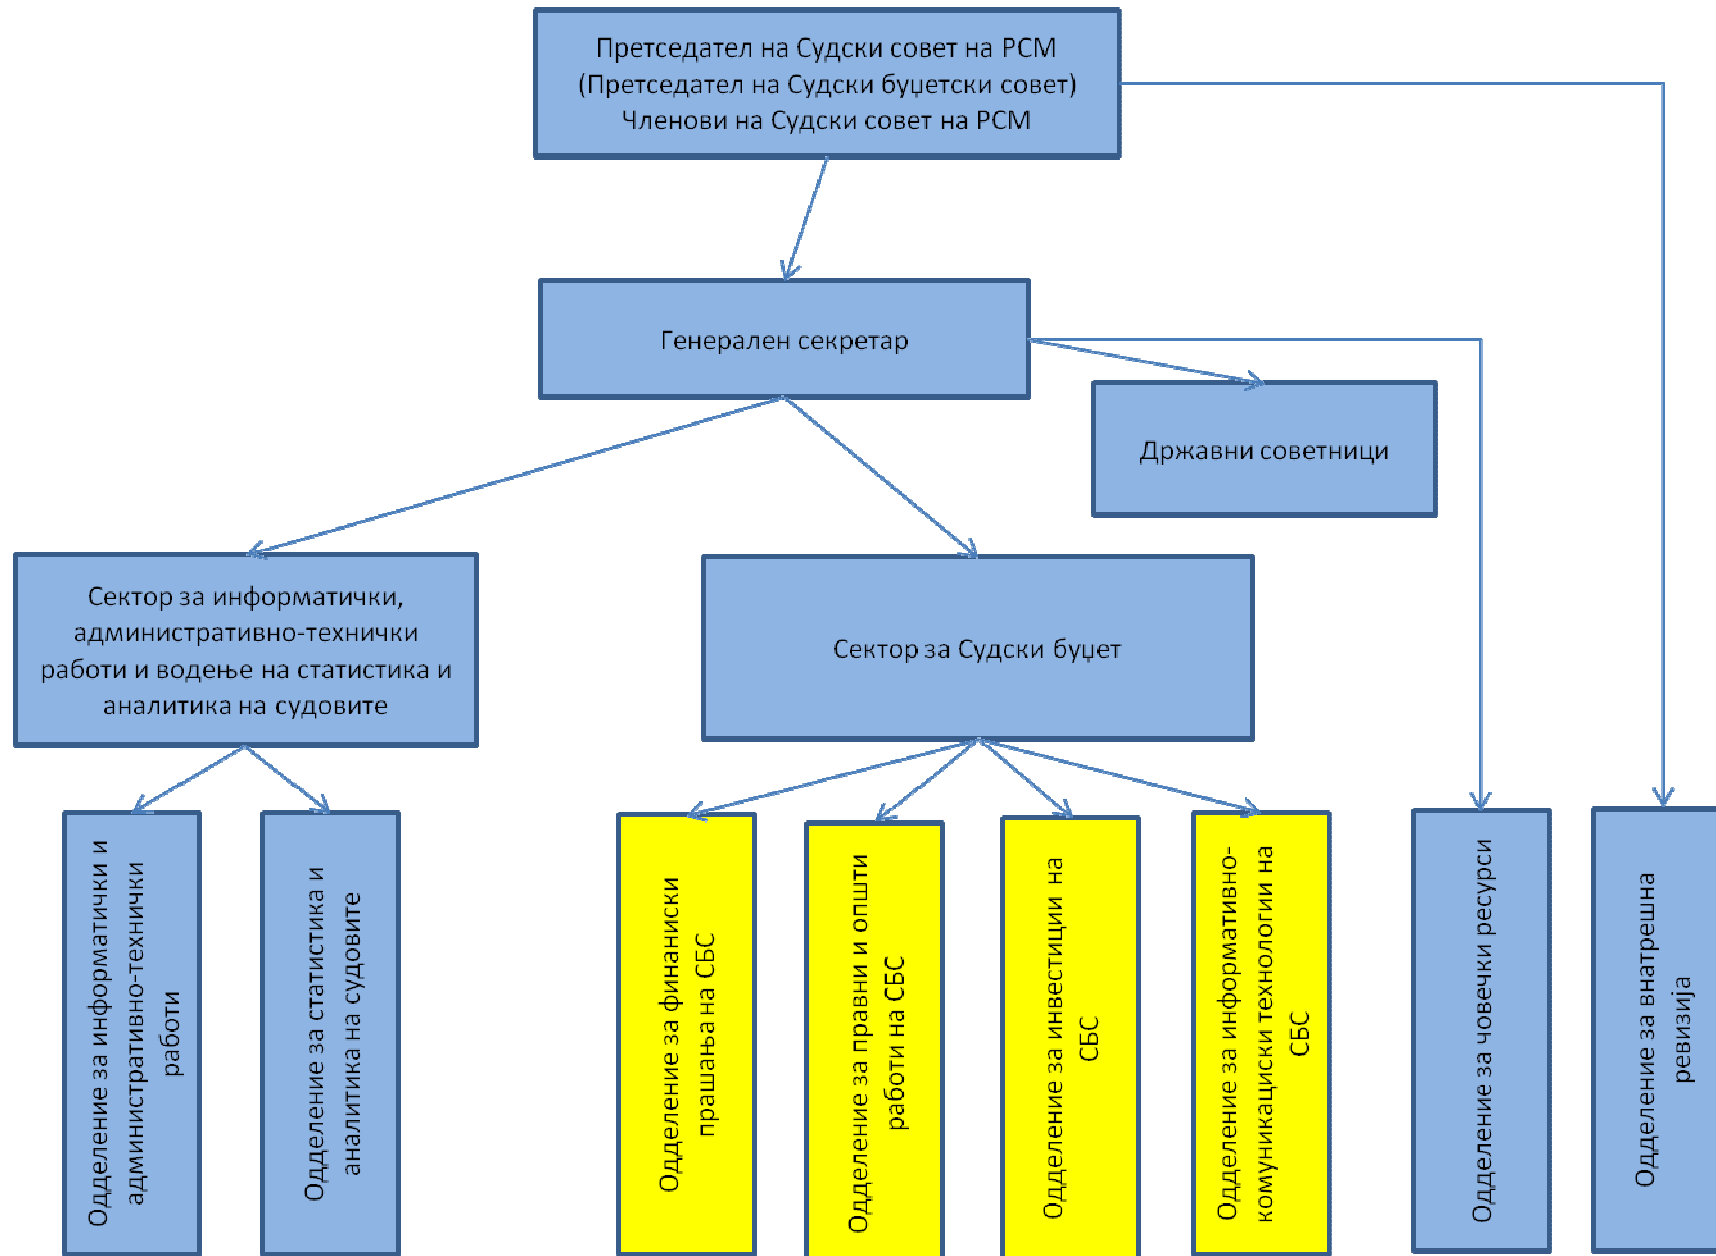 Претседател на Судски совет на РСМ
(Претседател на Судски буџетски совет)
Членови на Судски совет на РСМ
Генерален секретар
Државни советници
Сектор за информатички,
административно-технички
работи и водење на статистика и
аналитика на судовите
Сектор за Судски буџет
Одделение за информатички и
административно-технички
работи
Одделение за статистика и
аналитика на судовите
Одделение за финаниски
прашања на СБС
Одделение за правни и општи
работи на СБС
Одделение за инвестиции на
СБС
Одделение за информативно-
комуникациски технологии на
СБС
Одделение за човечки ресурси
Одделение за внатрешна
ревизија